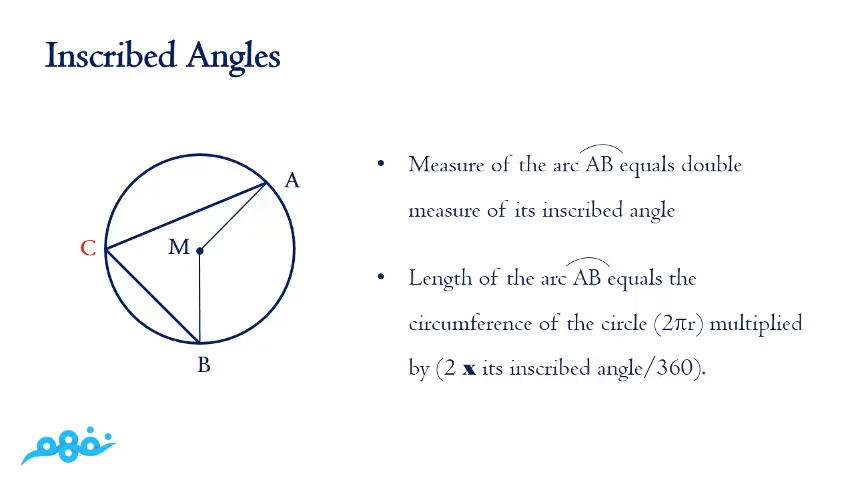 Inscribed Angles
A
C
M
B
• Measure of the arc AB equals double
measure of its inscribed angle
• Length of the arc AB equals the
circumference of the circle (2πr) multiplied
by (2 x its inscribed angle/360).
نفهم